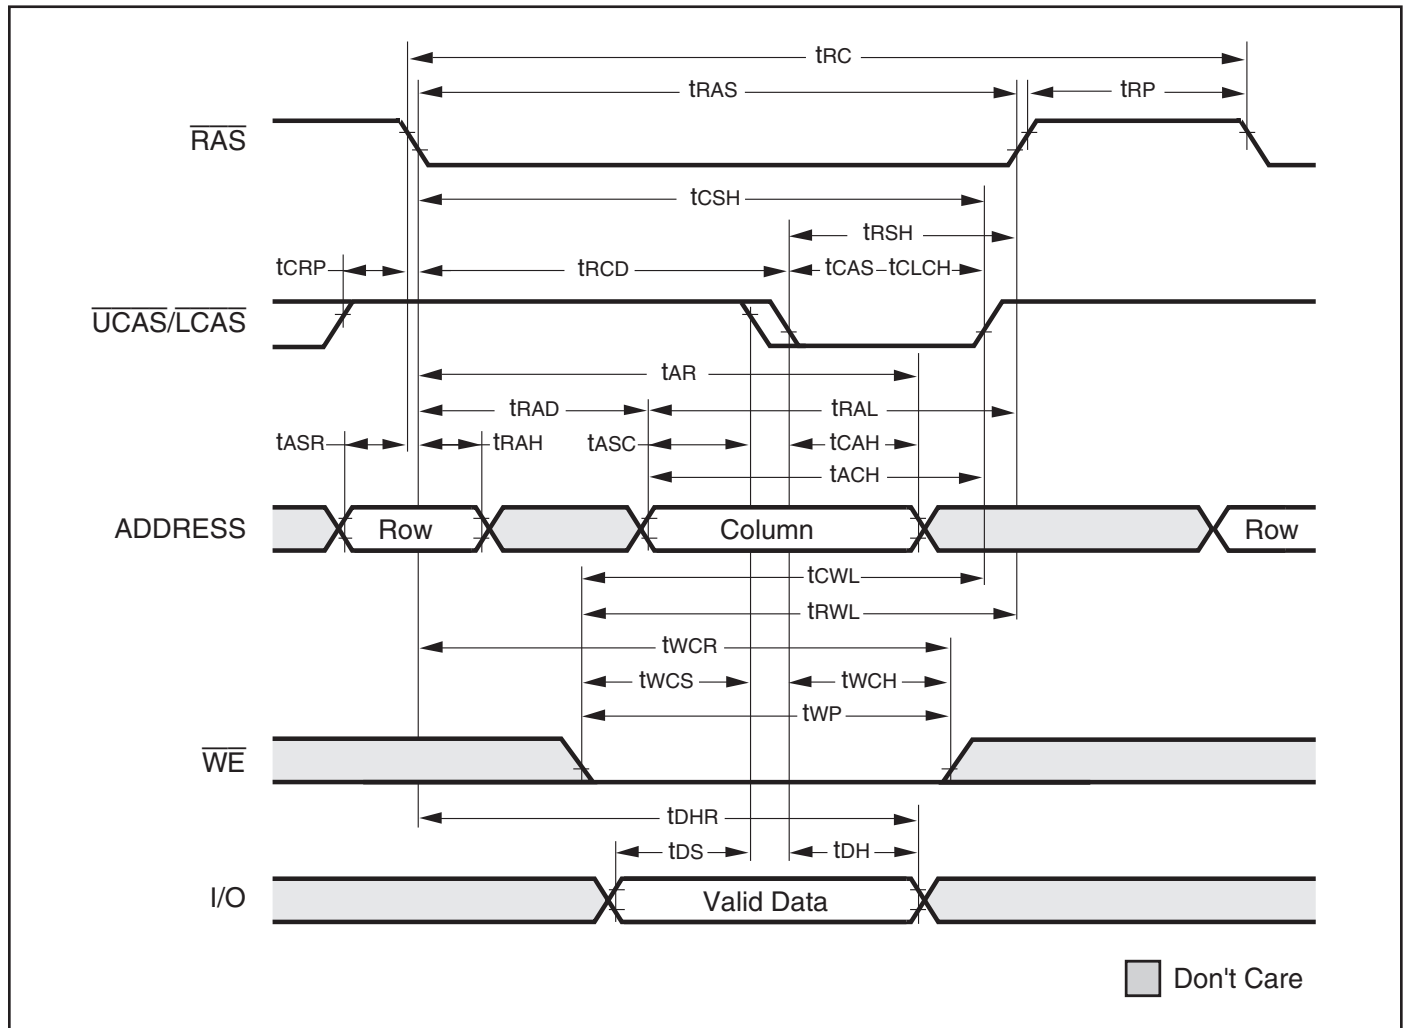 tRC
tRAS
tRP
RAS
tCSH
tRSH
tCRP
tRCD
tCAS
tCLCH
UCAS/LCAS
tAR
tRAD
tRAL
tASR
tRAH
tASC
tCAH
tACH
ADDRESS
Row
Column
Row
tCWL
tRWL
tWCR
tWCS
tWCH
tWP
WE
tDHR
tDS
tDH
I/O
Valid Data
Don't Care